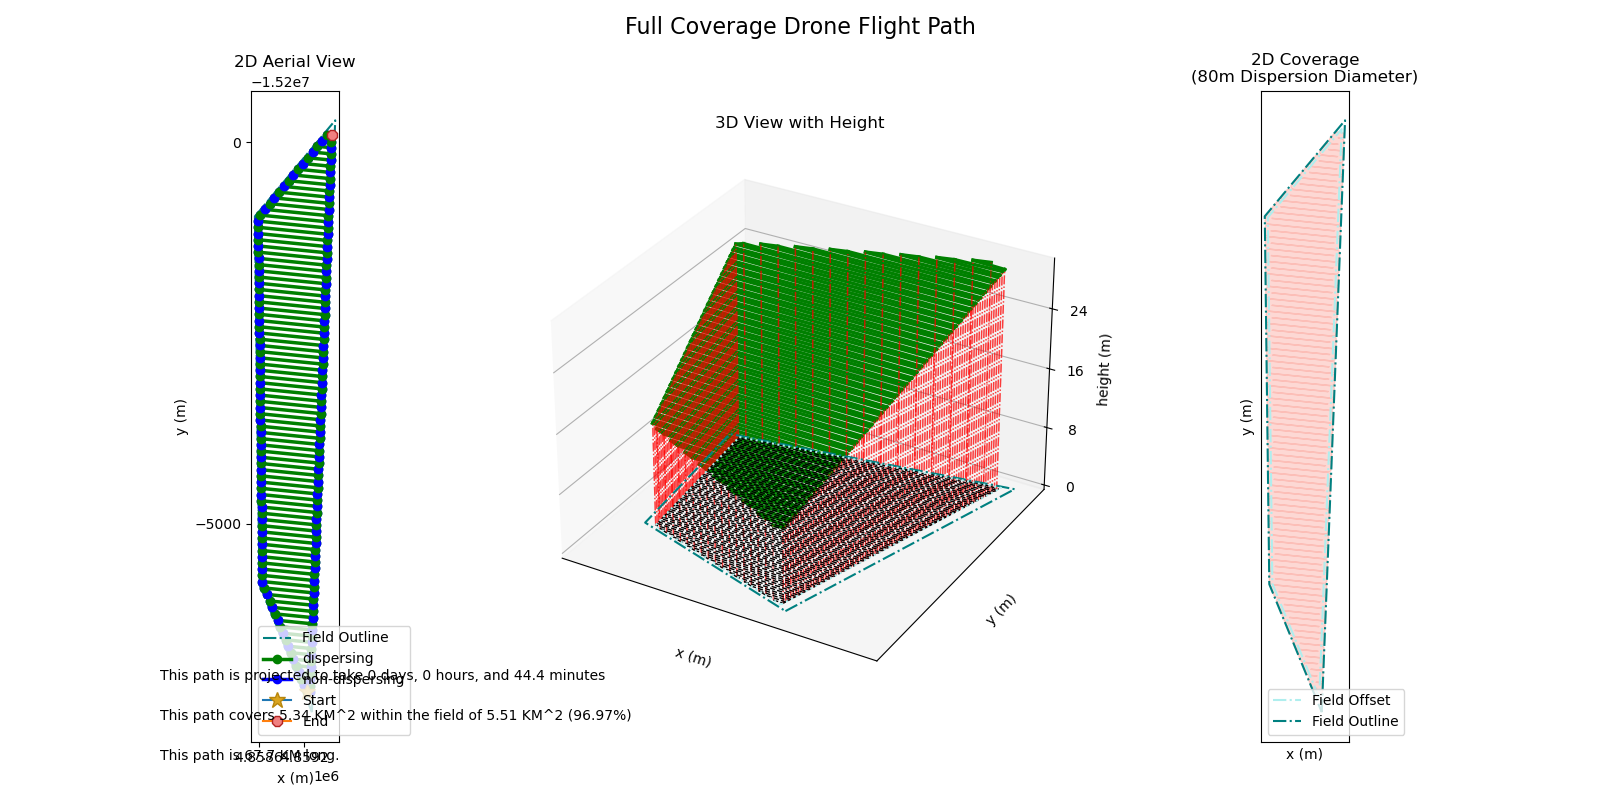 Full Coverage Drone Flight Path
2D Aerial View
−1.52e7
0
−5000
y (m)
Field Outline
dispersing
non-dispersing
Start
End
This path is projected to take 0 days, 0 hours, and 44.4 minutes
This path covers 5.34 KM^2 within the field of 5.51 KM^2 (96.97%)
This path is 67.7 KM long.
x (m)
1e6
3D View with Height
24
16
8
0
height (m)
y (m)
x (m)
2D Coverage
(80m Dispersion Diameter)
y (m)
Field Offset
Field Outline
x (m)